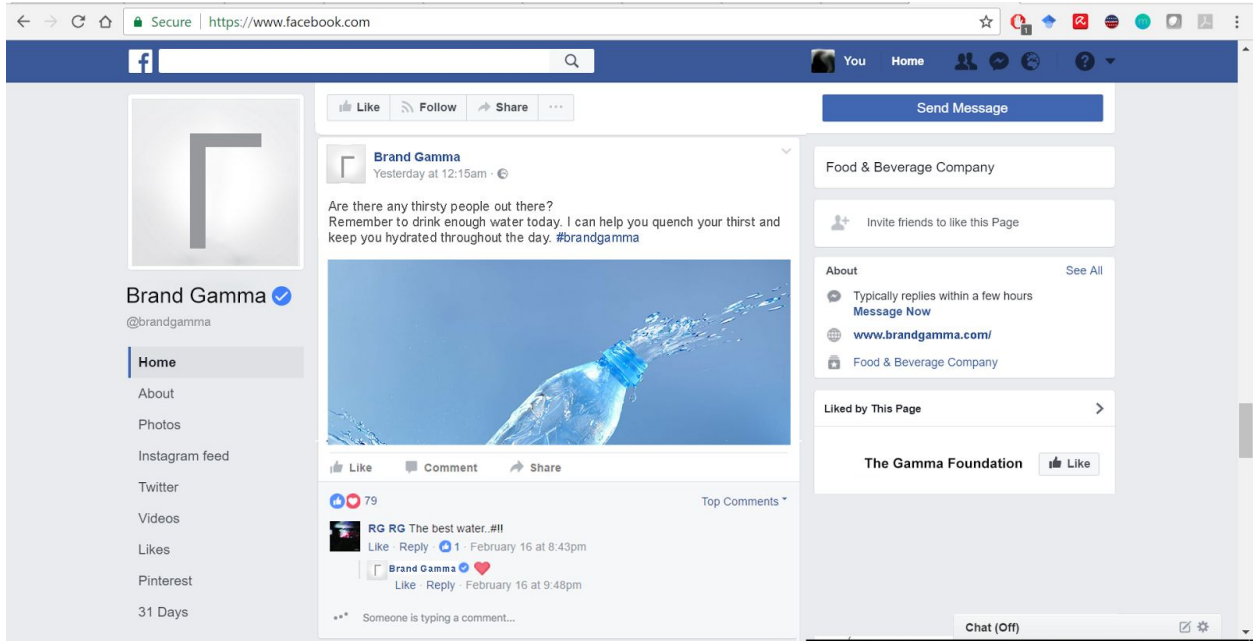 Secure https://www.facebook.com
1
f
You Home ?
Like Follow Share ...
Send Message
Γ
Brand Gamma
@brandgamma
Home
About
Photos
Instagram feed
Twitter
Videos
Likes
Pinterest
31 Days
Γ
Brand Gamma
Yesterday at 12:15am ·
Are there any thirsty people out there?
Remember to drink enough water today. I can help you quench your thirst and
keep you hydrated throughout the day. #brandgamma
Like Comment Share
79 Top Comments
RG RG The best water..#!!
Like · Reply · 1 · February 16 at 8:43pm
Γ Brand Gamma
Like · Reply · February 16 at 9:48pm
Someone is typing a comment...
Food & Beverage Company
Invite friends to like this Page
About See All
Typically replies within a few hours
Message Now
www.brandgamma.com/
Food & Beverage Company
Liked by This Page
The Gamma Foundation Like
Chat (Off)